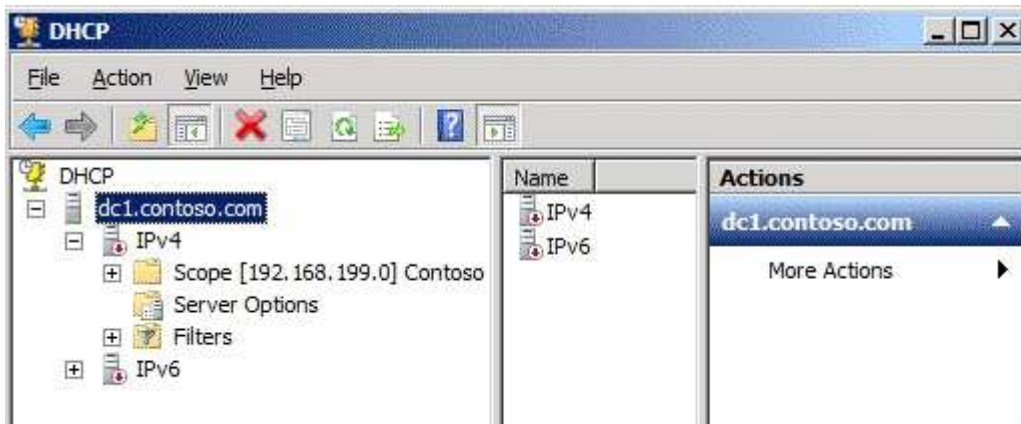 DHCP
File Action View Help
DHCP
dc1.contoso.com
IPv4
Scope [192.168.199.0] Contoso
Server Options
Filters
IPv6
Name
IPv4
IPv6
Actions
dc1.contoso.com
More Actions